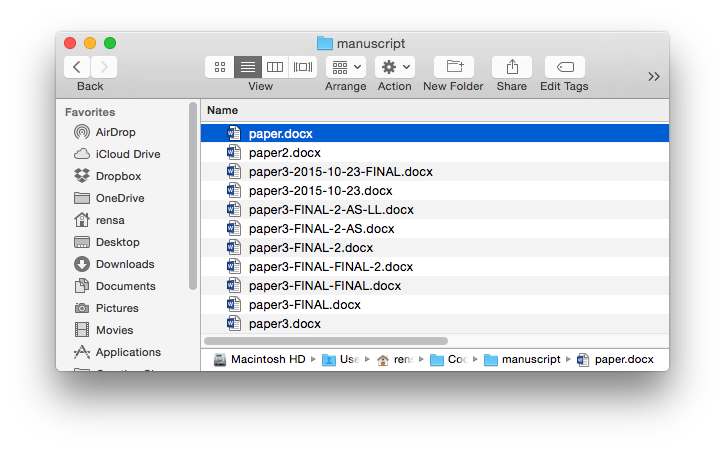 manuscript
Back View Arrange Action New Folder Share Edit Tags
Favorites
AirDrop
iCloud Drive
Dropbox
OneDrive
rensa
Desktop
Downloads
Documents
Pictures
Movies
Applications
Name
paper.docx
paper2.docx
paper3-2015-10-23-FINAL.docx
paper3-2015-10-23.docx
paper3-FINAL-2-AS-LL.docx
paper3-FINAL-2-AS.docx
paper3-FINAL-2.docx
paper3-FINAL-FINAL-2.docx
paper3-FINAL-FINAL.docx
paper3-FINAL.docx
paper3.docx
Macintosh HD Use rens Coc manuscript paper.docx